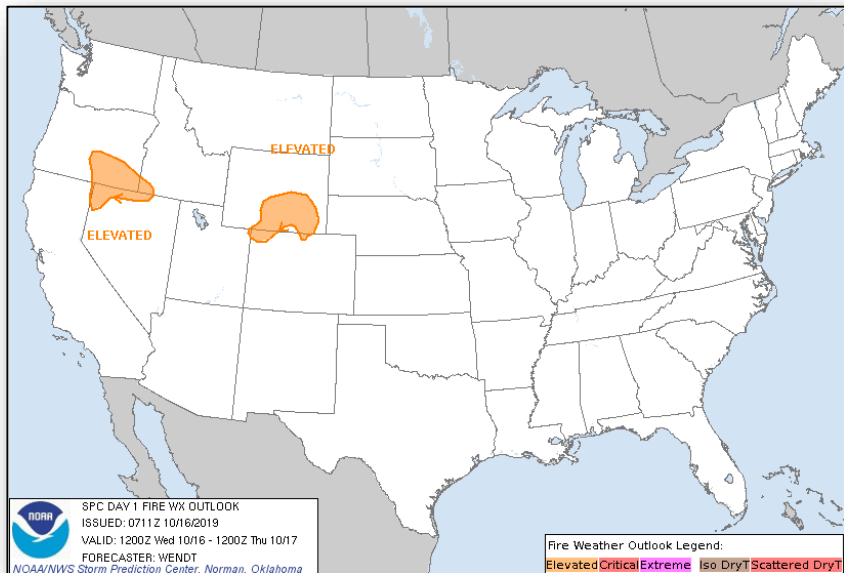 ELEVATED
ELEVATED
NOAA
SPC DAY 1 FIRE WX OUTLOOK
ISSUED: 0711Z 10/16/2019
VALID: 1200Z Wed 10/16 - 1200Z Thu 10/17
FORECASTER: WENDT
NOAA/NWS Storm Prediction Center, Norman, Oklahoma
Fire Weather Outlook Legend:
Elevated Critical Extreme Iso DryT Scattered DryT